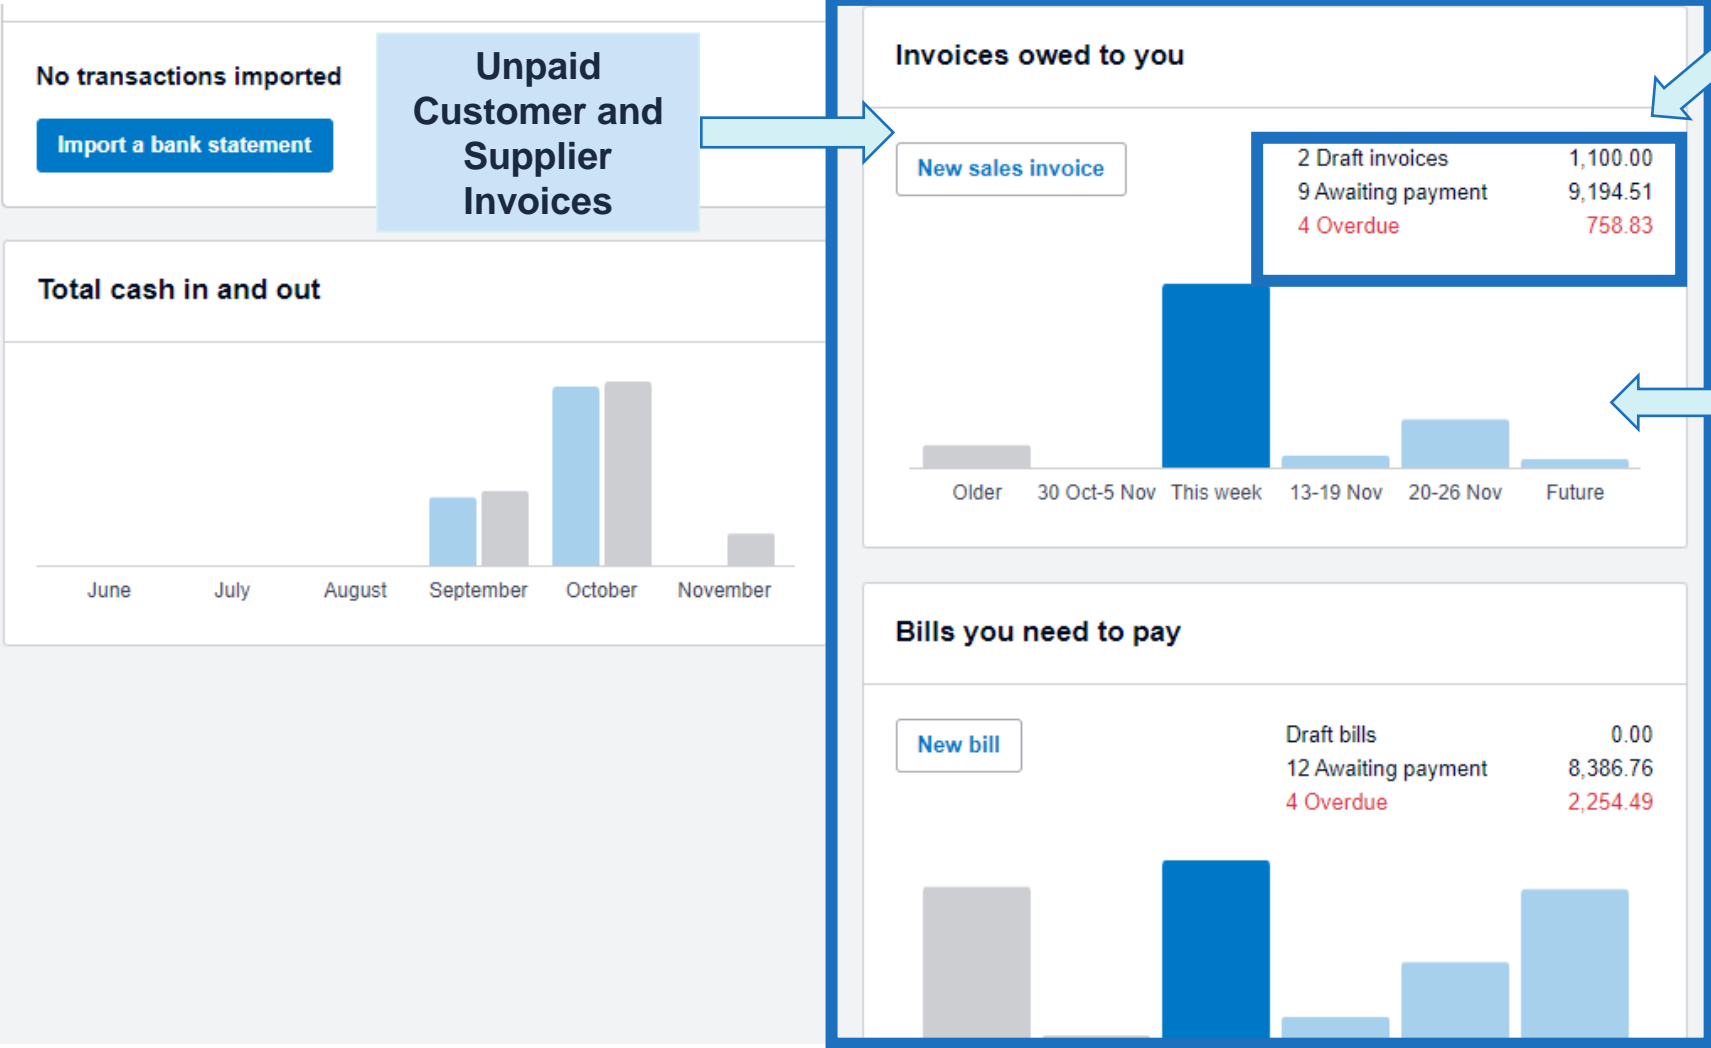 No transactions imported
Import a bank statement
Unpaid
Customer and
Supplier
Invoices
Total cash in and out
June July August September October November
Invoices owed to you
New sales invoice
2 Draft invoices 1,100.00
9 Awaiting payment 9,194.51
4 Overdue 758.83
Older 30 Oct-5 Nov This week 13-19 Nov 20-26 Nov Future
Bills you need to pay
New bill
Draft bills 0.00
12 Awaiting payment 8,386.76
4 Overdue 2,254.49